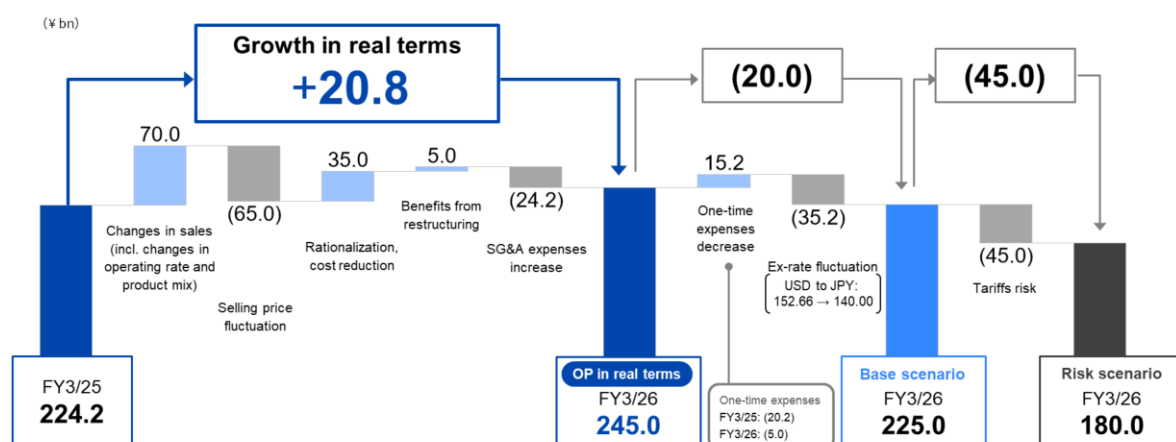 (¥ bn)
Growth in real terms
+20.8
(20.0)
(45.0)
70.0
(65.0)
35.0
5.0
(24.2)
15.2
(35.2)
(45.0)
Changes in sales
(incl. changes in
operating rate and
product mix)
Selling price
fluctuation
Rationalization,
cost reduction
Benefits from
restructuring
SG&A expenses
increase
One-time
expenses
decrease
Ex-rate fluctuation
USD to JPY:
152.66 → 140.00
Tariffs risk
FY3/25
224.2
OP in real terms
FY3/26
245.0
One-time expenses
FY3/25: (20.2)
FY3/26: (5.0)
Base scenario
FY3/26
225.0
Risk scenario
FY3/26
180.0